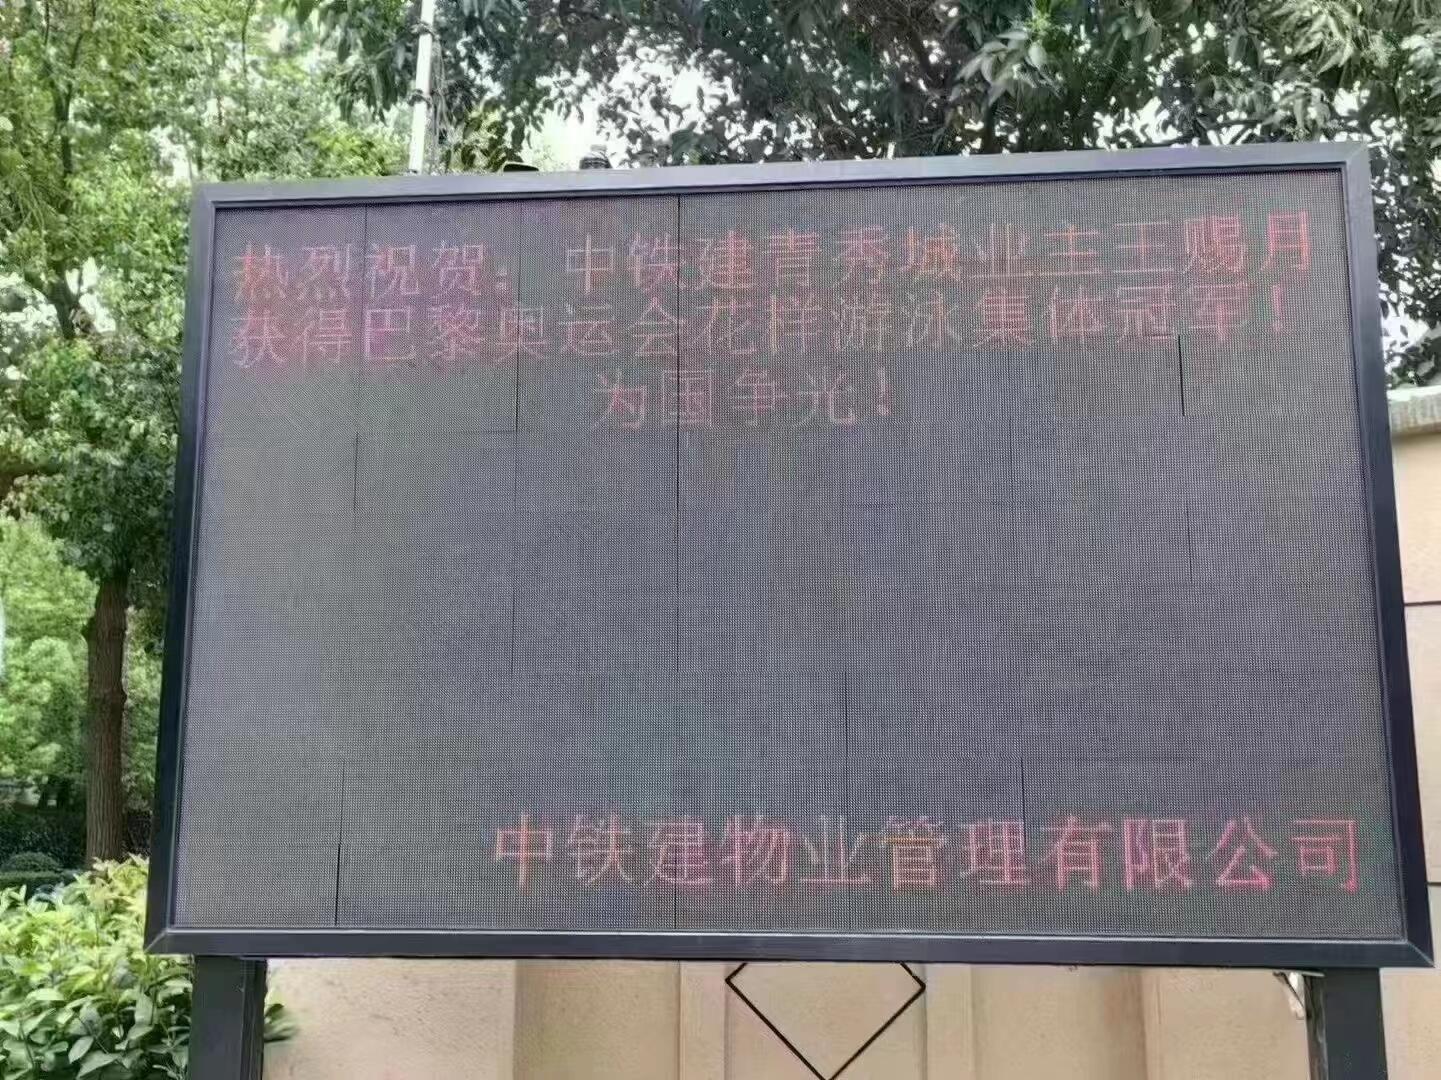 热烈祝贺：中铁建青秀城业主王赐月
获得巴黎奥运会花样游泳集体冠军！
为国争光！
中铁建物业管理有限公司